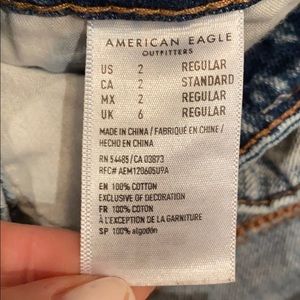 AMERICAN EAGLE
OUTFITTERS
US 2 REGULAR
CA 2 STANDARD
MX 2 REGULAR
UK 6 REGULAR
MADE IN CHINA / FABRIQUÉ EN CHINE /
HECHO EN CHINA
RN 54485 / CA 03873
RFC# AEM120605U9A
EN 100% COTTON
EXCLUSIVE OF DECORATION
FR 100% COTON
À L'EXCEPTION DE LA GARNITURE
SP 100% algodón